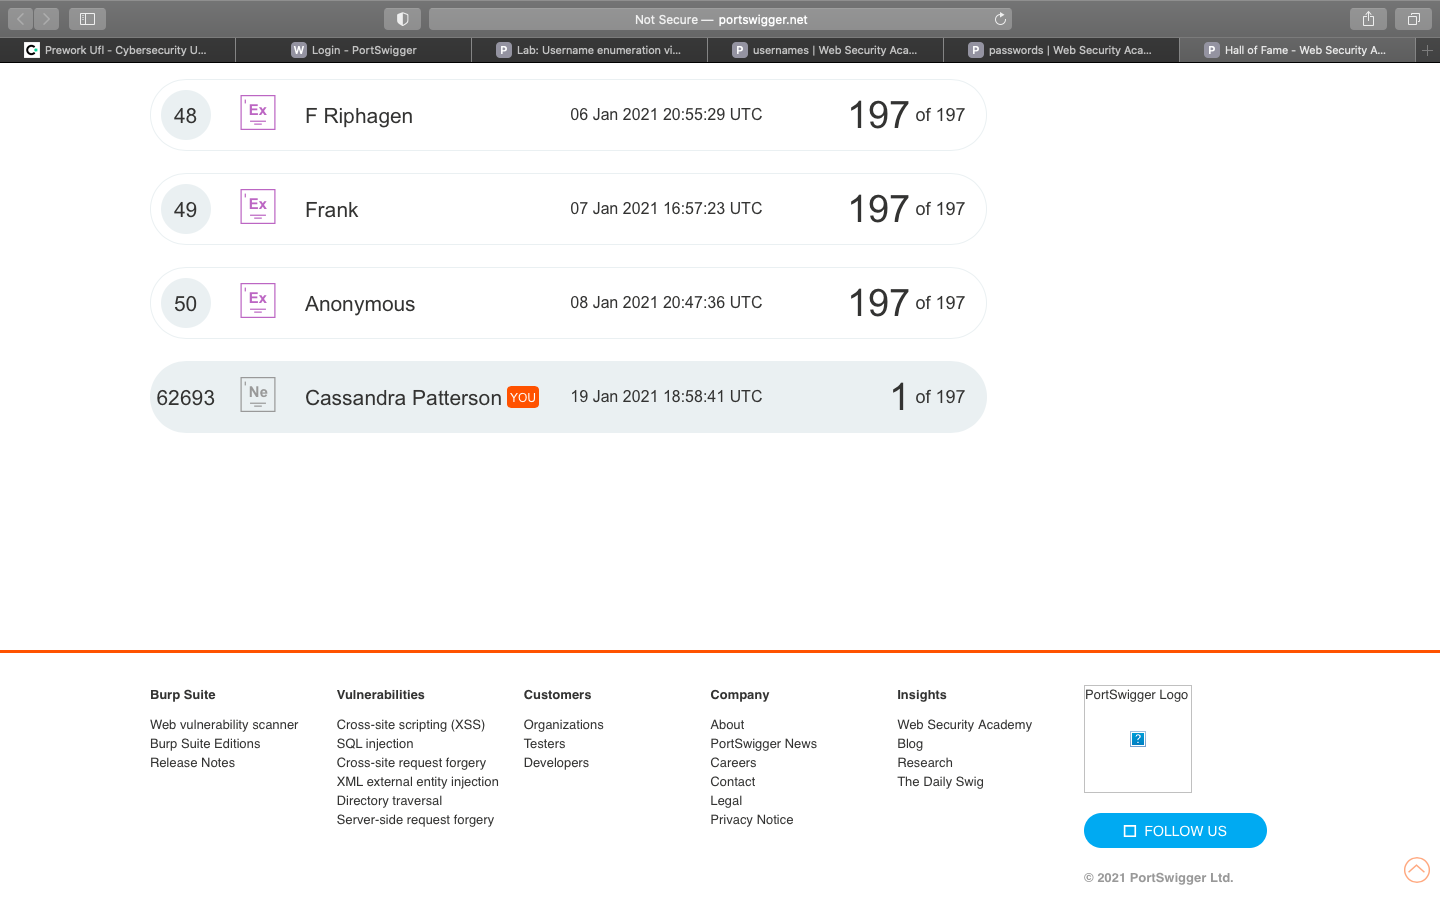 Not Secure — portswigger.net
Prework Ufl - Cybersecurity U...
W Login - PortSwigger
P Lab: Username enumeration vi...
P usernames | Web Security Aca...
P passwords | Web Security Aca...
P Hall of Fame - Web Security A...
48 Ex F Riphagen 06 Jan 2021 20:55:29 UTC 197 of 197
49 Ex Frank 07 Jan 2021 16:57:23 UTC 197 of 197
50 Ex Anonymous 08 Jan 2021 20:47:36 UTC 197 of 197
62693 Ne Cassandra Patterson YOU 19 Jan 2021 18:58:41 UTC 1 of 197
Burp Suite
Web vulnerability scanner
Burp Suite Editions
Release Notes
Vulnerabilities
Cross-site scripting (XSS)
SQL injection
Cross-site request forgery
XML external entity injection
Directory traversal
Server-side request forgery
Customers
Organizations
Testers
Developers
Company
About
PortSwigger News
Careers
Contact
Legal
Privacy Notice
Insights
Web Security Academy
Blog
Research
The Daily Swig
PortSwigger Logo
?
FOLLOW US
© 2021 PortSwigger Ltd.